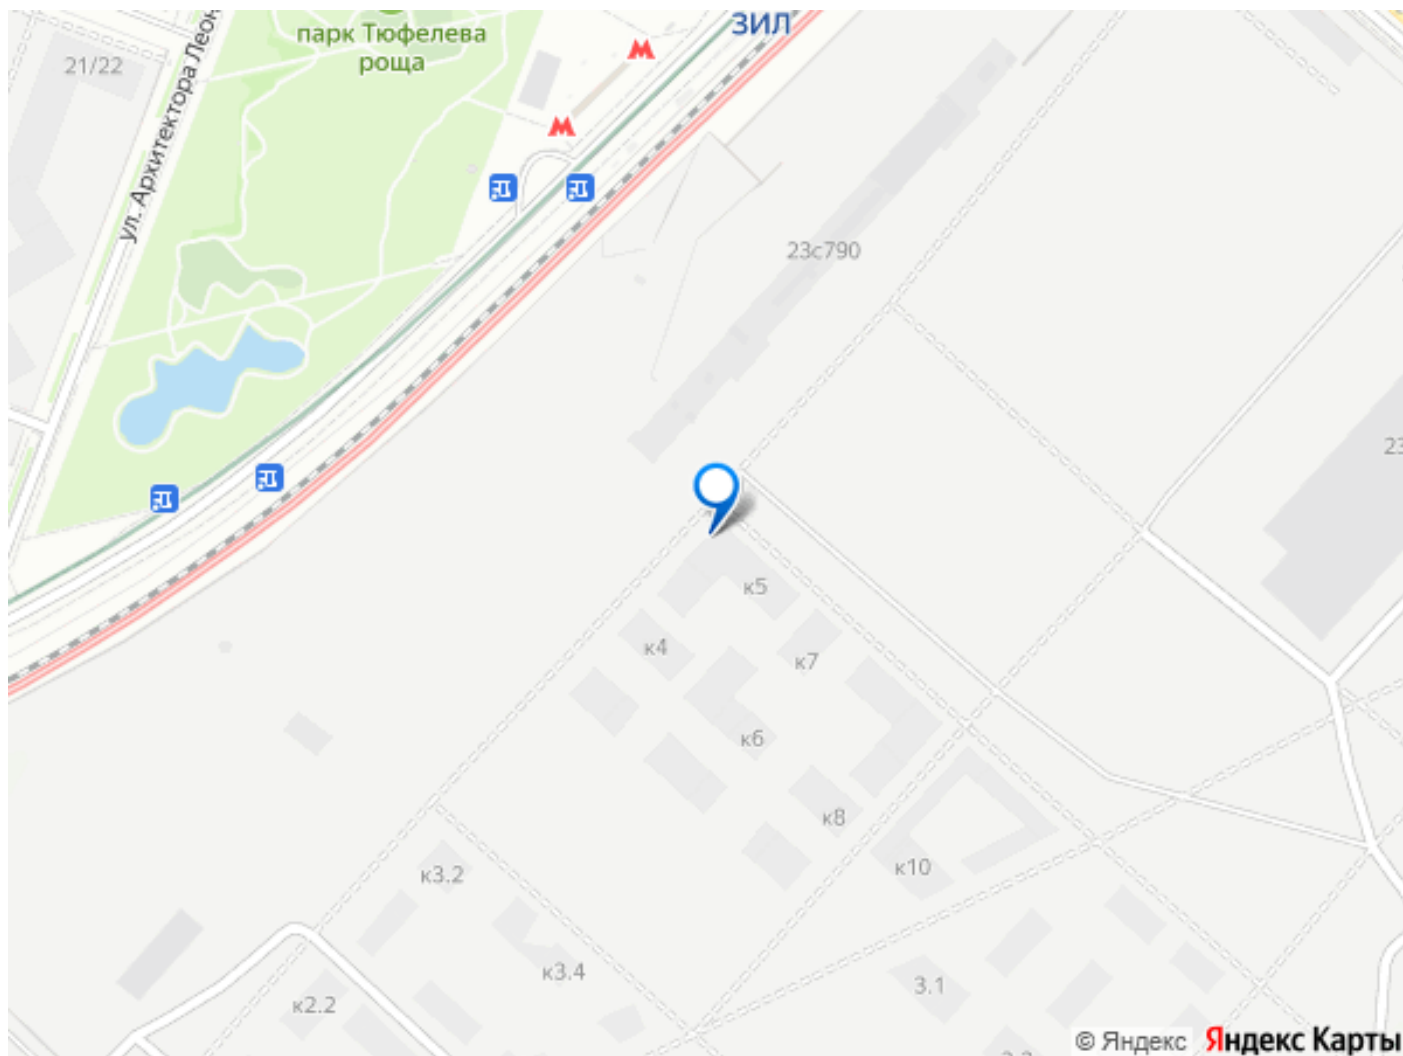 ЗИЛ
парк Тюфелева
роща
21/22
ул. Архитектора Леон
23с790
23
к5
к4
к7
к6
к8
к10
к3.2
к3.4
3.1
к2.2
© Яндекс
Яндекс Карты